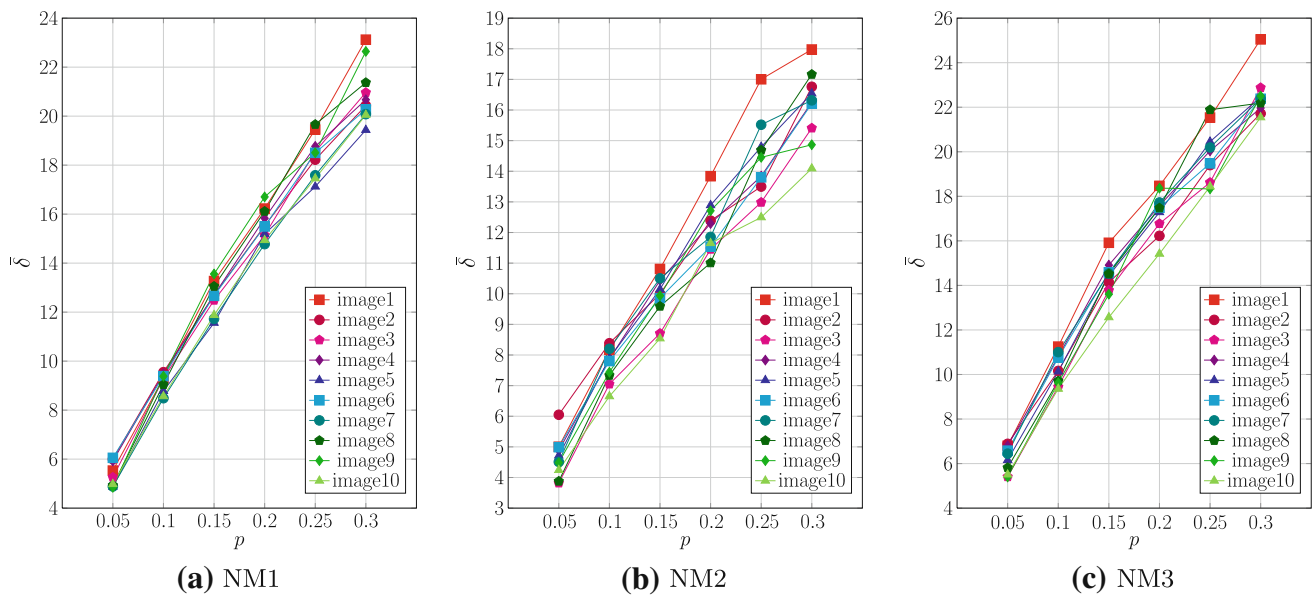 24
22
20
18
16
14
12
10
8
6
4
δ̄
0.05 0.1 0.15 0.2 0.25 0.3
p
image1
image2
image3
image4
image5
image6
image7
image8
image9
image10
(a) NM1
19
18
17
16
15
14
13
12
11
10
9
8
7
6
5
4
3
δ̄
0.05 0.1 0.15 0.2 0.25 0.3
p
image1
image2
image3
image4
image5
image6
image7
image8
image9
image10
(b) NM2
26
24
22
20
18
16
14
12
10
8
6
4
δ̄
0.05 0.1 0.15 0.2 0.25 0.3
p
image1
image2
image3
image4
image5
image6
image7
image8
image9
image10
(c) NM3